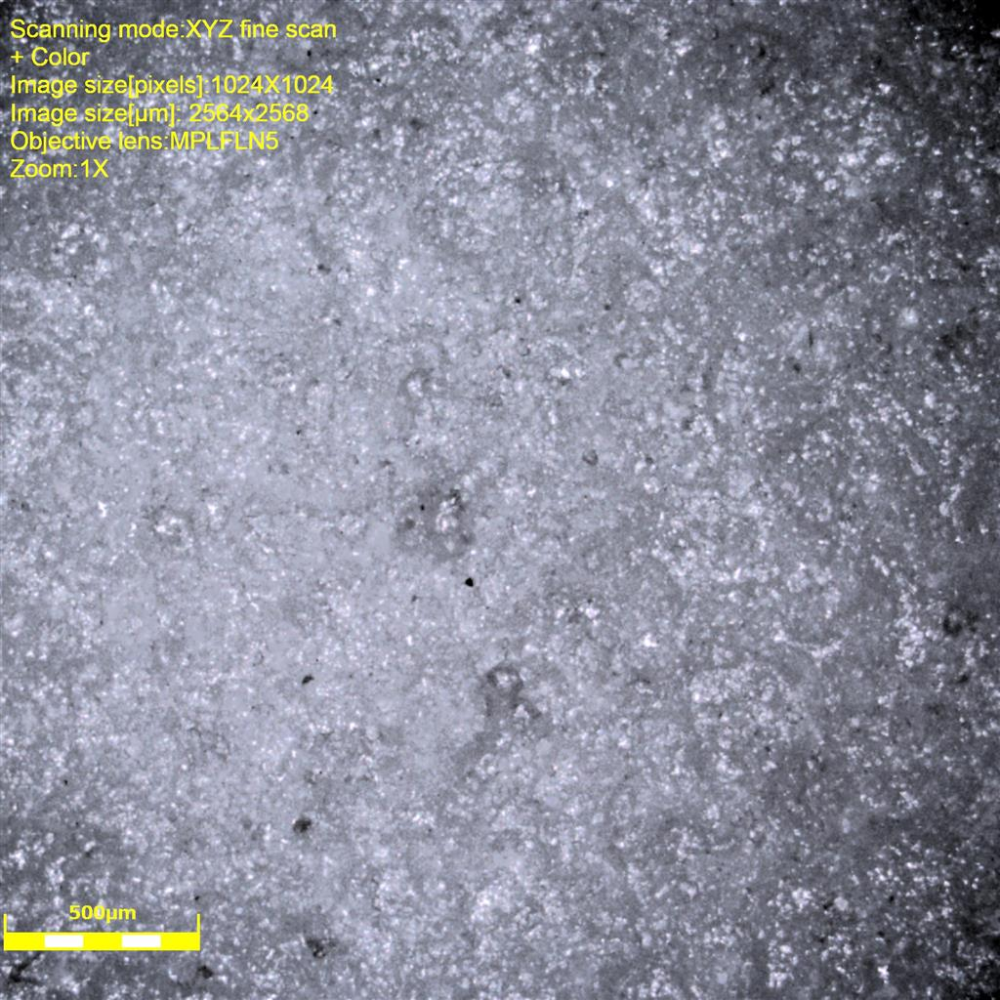 Scanning mode:XYZ fine scan
+ Color
Image size[pixels]:1024X1024
Image size[µm]: 2564x2568
Objective lens:MPLFLN5
Zoom:1X
500µm